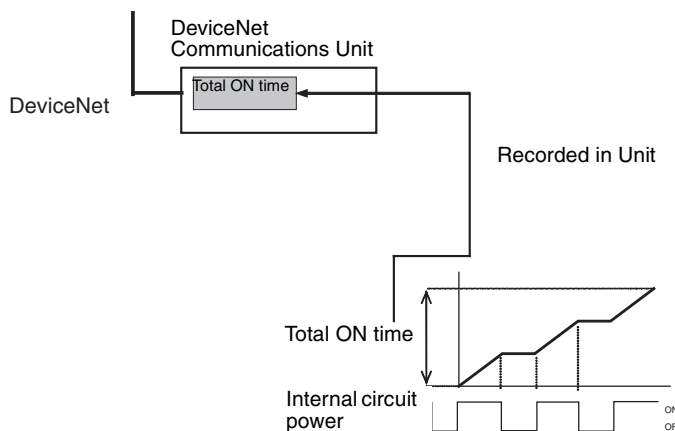 DeviceNet
Communications Unit
Total ON time
DeviceNet
Recorded in Unit
Total ON time
Internal circuit
power